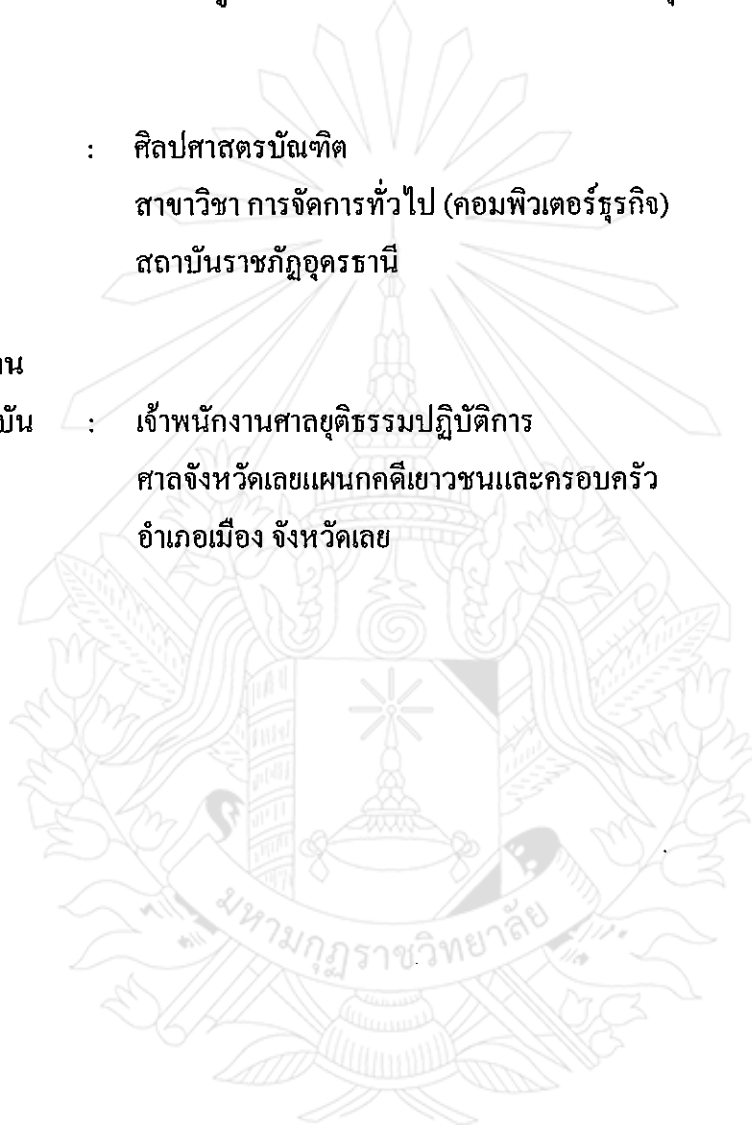 : ศิลปศาสตรบัณฑิต
สาขาวิชา การจัดการทั่วไป (คอมพิวเตอร์ธุรกิจ)
สถาบันราชภัฏอุดรธานี
: เจ้าพนักงานศาลยุติธรรมปฏิบัติการ
ศาลจังหวัดเลยแผนกคดีเยาวชนและครอบครัว
อำเภอเมือง จังหวัดเลย
มหามกุฏราชวิทยาลัย